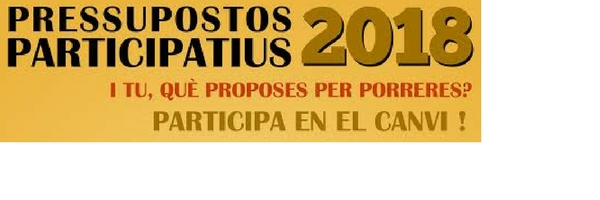 PRESSUPOSTOS
PARTICIPATIUS 2018
I TU, QUÈ PROPOSES PER PORRERES?
PARTICIPA EN EL CANVI !